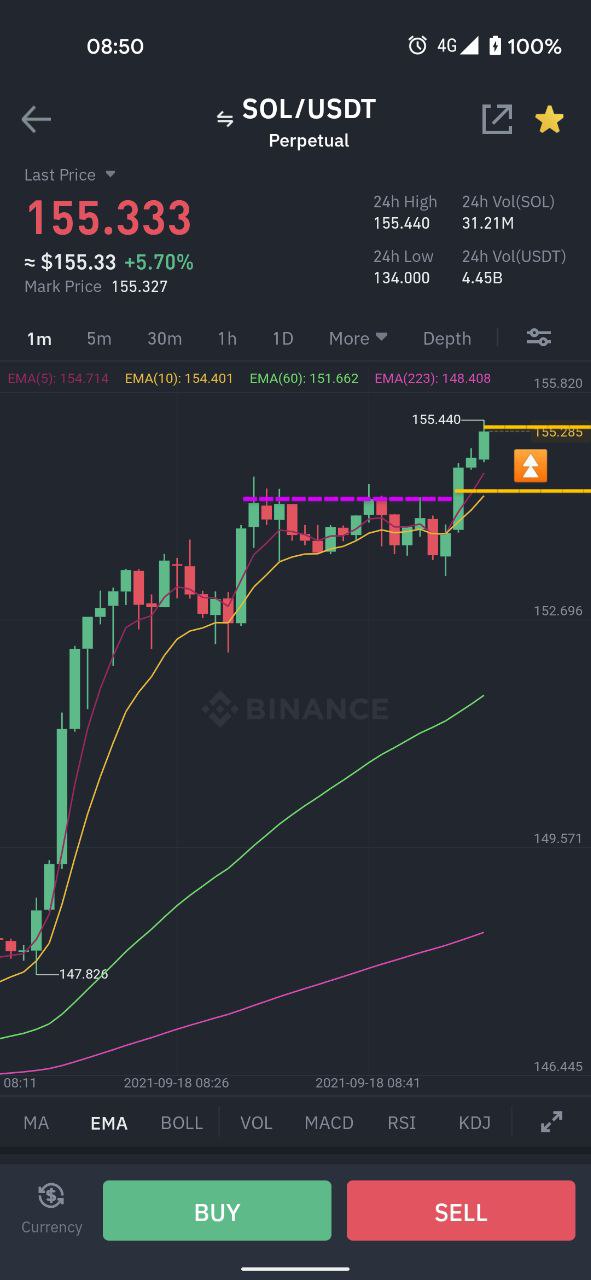 08:50
4G 100%
SOL/USDT
Perpetual
Last Price
155.333
≈ $155.33 +5.70%
Mark Price 155.327
24h High 24h Vol(SOL)
155.440 31.21M
24h Low 24h Vol(USDT)
134.000 4.45B
1m 5m 30m 1h 1D More Depth
EMA(5): 154.714 EMA(10): 154.401 EMA(60): 151.662 EMA(223): 148.408
155.820
155.440
155.285
152.696
BINANCE
149.571
147.826
146.445
08:11 2021-09-18 08:26 2021-09-18 08:41
MA EMA BOLL VOL MACD RSI KDJ
Currency
BUY
SELL